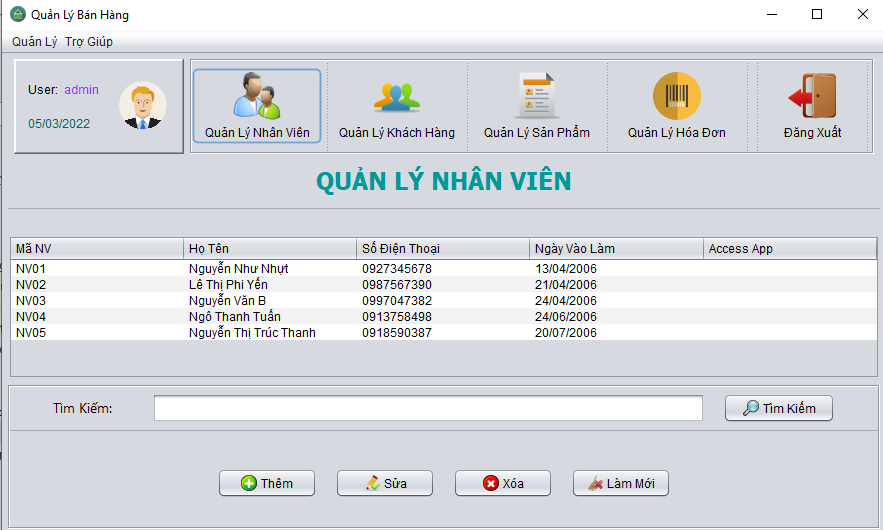 Quản Lý Bán Hàng
Quản Lý Trợ Giúp
User: admin
05/03/2022
Quản Lý Nhân Viên
Quản Lý Khách Hàng
Quản Lý Sản Phẩm
Quản Lý Hóa Đơn
Đăng Xuất
QUẢN LÝ NHÂN VIÊN
Mã NV Họ Tên Số Điện Thoại Ngày Vào Làm Access App
NV01 Nguyễn Như Nhựt 0927345678 13/04/2006
NV02 Lê Thị Phi Yến 0987567390 21/04/2006
NV03 Nguyễn Văn B 0997047382 24/04/2006
NV04 Ngô Thanh Tuấn 0913758498 24/06/2006
NV05 Nguyễn Thị Trúc Thanh 0918590387 20/07/2006
Tìm Kiếm: Tìm Kiếm
Thêm Sửa Xóa Làm Mới